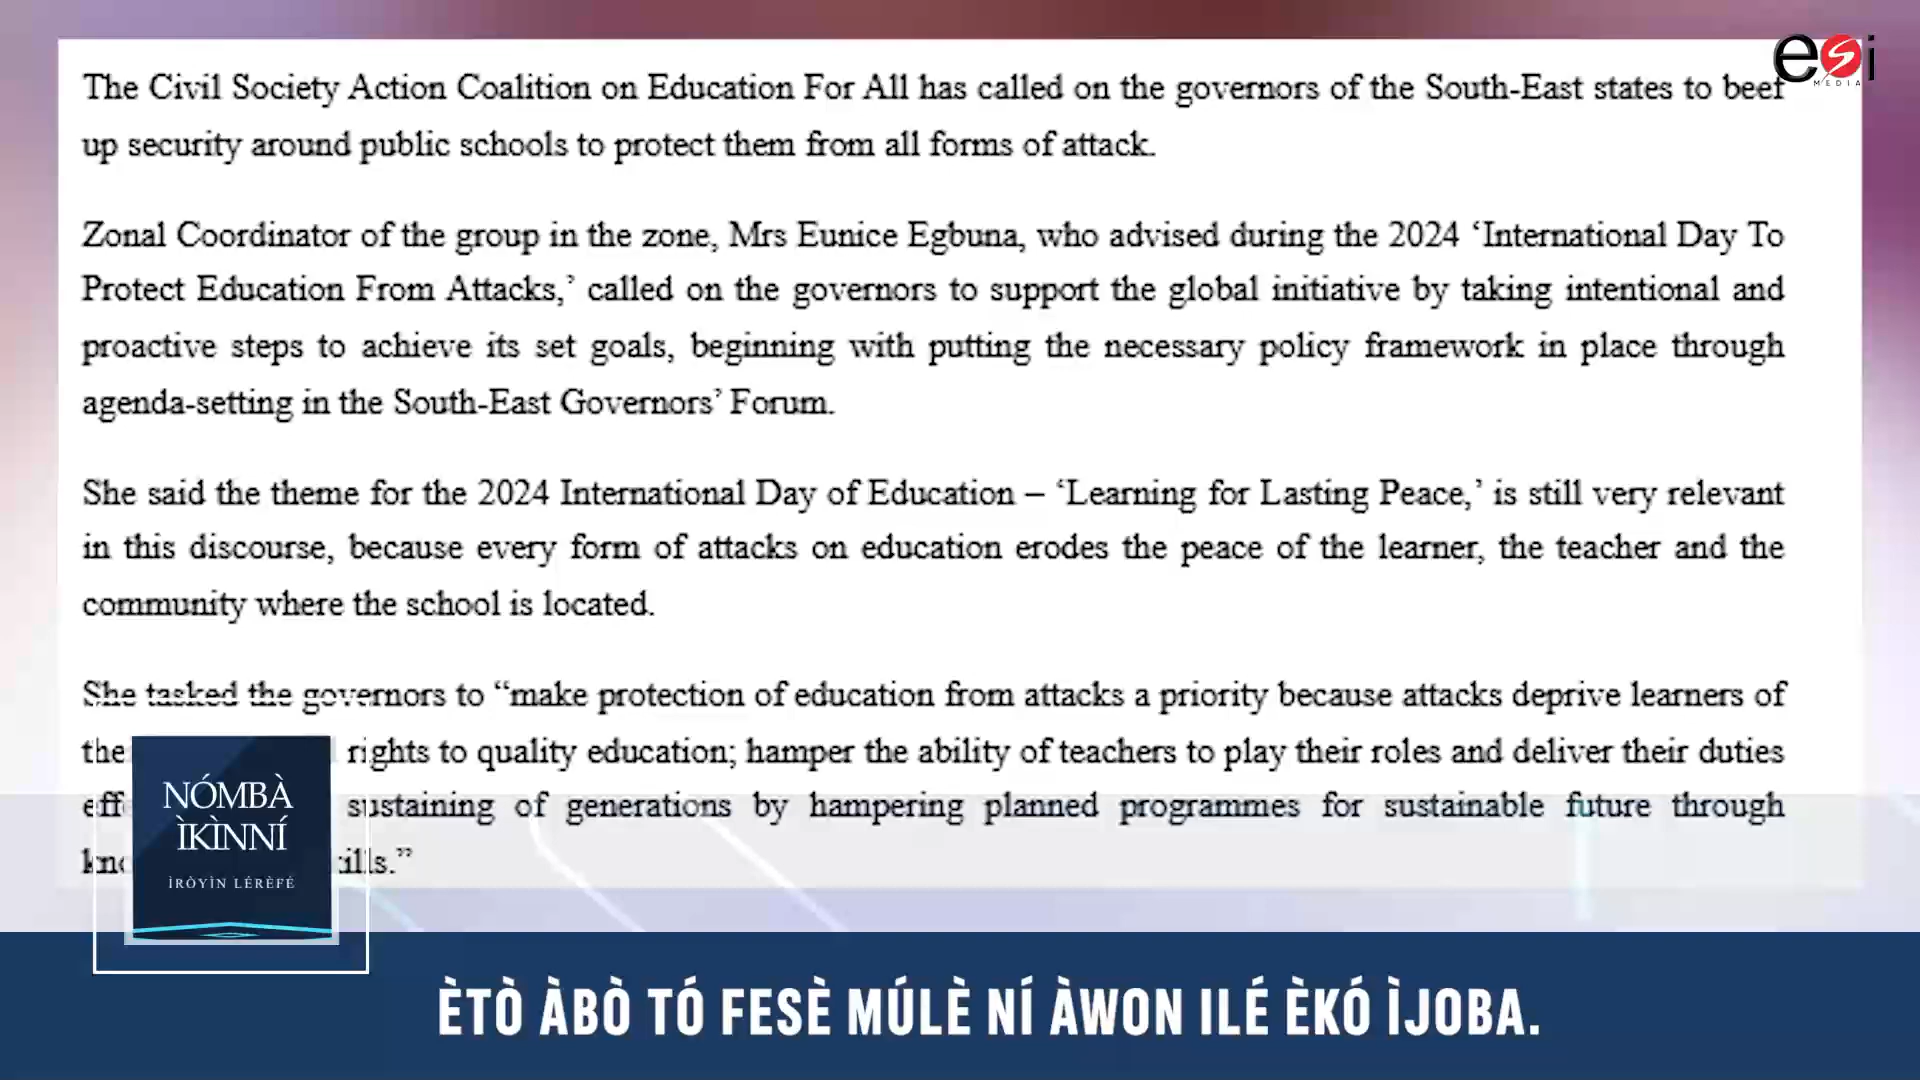 esi
MEDIA
The Civil Society Action Coalition on Education For All has called on the governors of the South-East states to beef
up security around public schools to protect them from all forms of attack.
Zonal Coordinator of the group in the zone, Mrs Eunice Egbuna, who advised during the 2024 ‘International Day To
Protect Education From Attacks,’ called on the governors to support the global initiative by taking intentional and
proactive steps to achieve its set goals, beginning with putting the necessary policy framework in place through
agenda-setting in the South-East Governors’ Forum.
She said the theme for the 2024 International Day of Education – ‘Learning for Lasting Peace,’ is still very relevant
in this discourse, because every form of attacks on education erodes the peace of the learner, the teacher and the
community where the school is located.
She tasked the governors to “make protection of education from attacks a priority because attacks deprive learners of
rights to quality education; hamper the ability of teachers to play their roles and deliver their duties
sustaining of generations by hampering planned programmes for sustainable future through
NÓMBÀ
ÌKÌNNÍ
ÌRÒYÌN LÉRÈFÉ
ÈTÒ ÀBÒ TÓ FESÈ MÚLÈ NÍ ÀWON ILÉ ÈKÓ ÌJOBA.